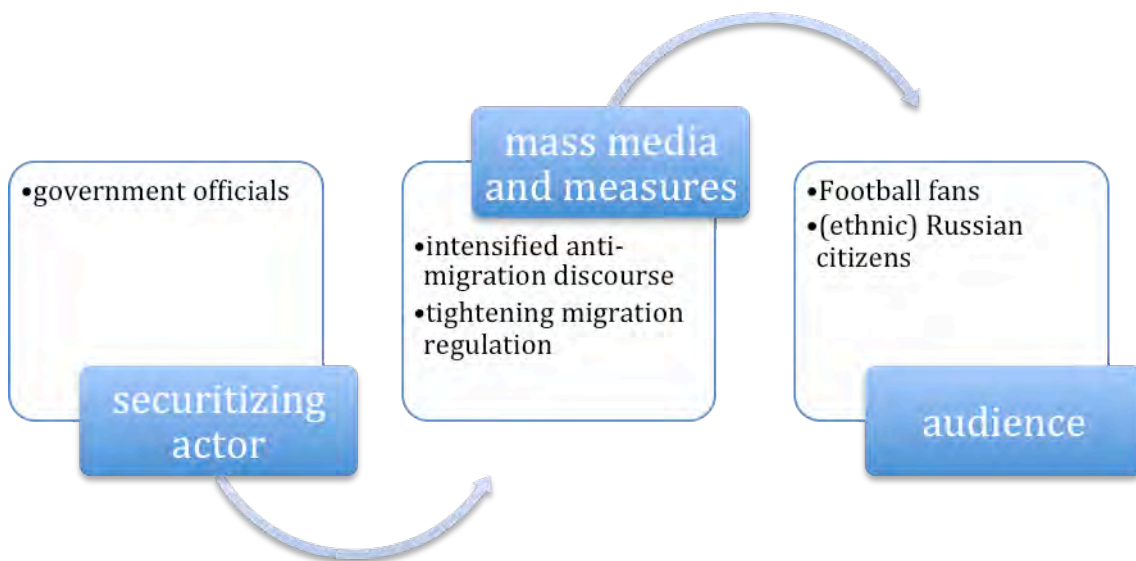 •government officials
securitizing
actor
mass media
and measures
•intensified anti-
migration discourse
•tightening migration
regulation
•Football fans
•(ethnic) Russian
citizens
audience